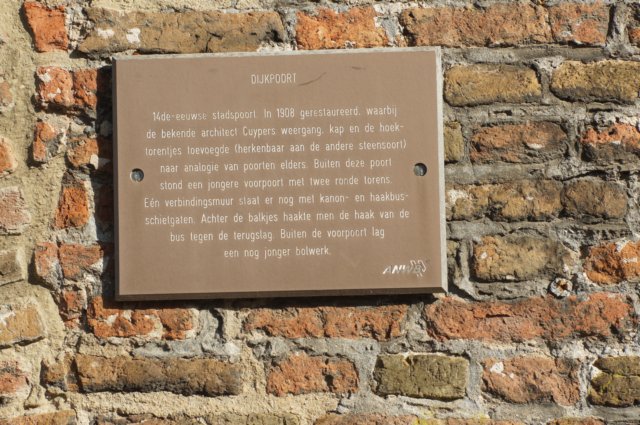 DIJKPOORT
14de-eeuwse stadspoort. In 1908 gerestaureerd, waarbij
de bekende architect Cuypers weergang, kap en de hoek-
torentjes toevoegde (herkenbaar aan de andere steensoort)
naar analogie van poorten elders. Buiten deze poort
stond een jongere voorpoort met twee ronde torens.
Eén verbindingsmuur staat er nog met kanon- en haakbus-
schietgaten. Achter de balkjes haakte men de haak van de
bus tegen de terugslag. Buiten de voorpoort lag
een nog jonger bolwerk.
ANWB